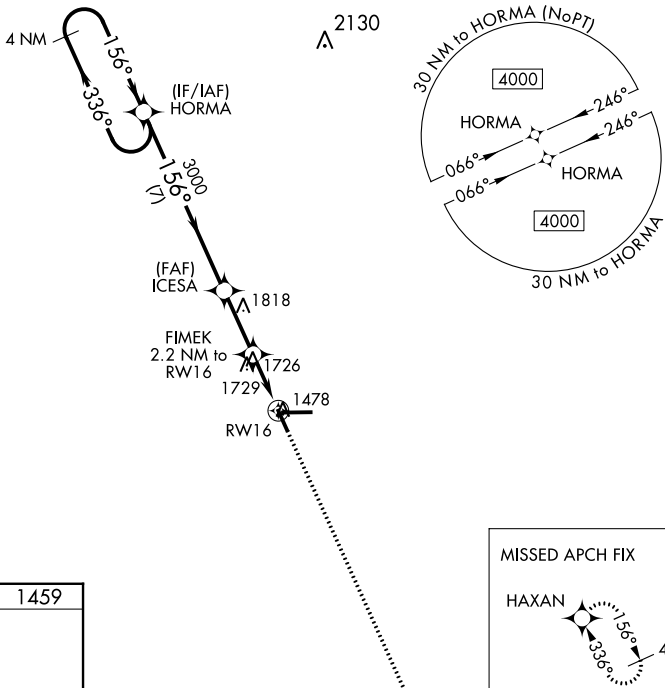 4 NM
156°
336°
(IF/IAF)
HORMA
3000
156°
(7)
(FAF)
ICESA
1818
FIMEK
2.2 NM to
RW16
1726
1729
1478
RW16
2130
30 NM to HORMA (NoPT)
4000
246°
HORMA
246°
066°
HORMA
066°
4000
30 NM to HORMA
1459
MISSED APCH FIX
HAXAN
156°
336°
4